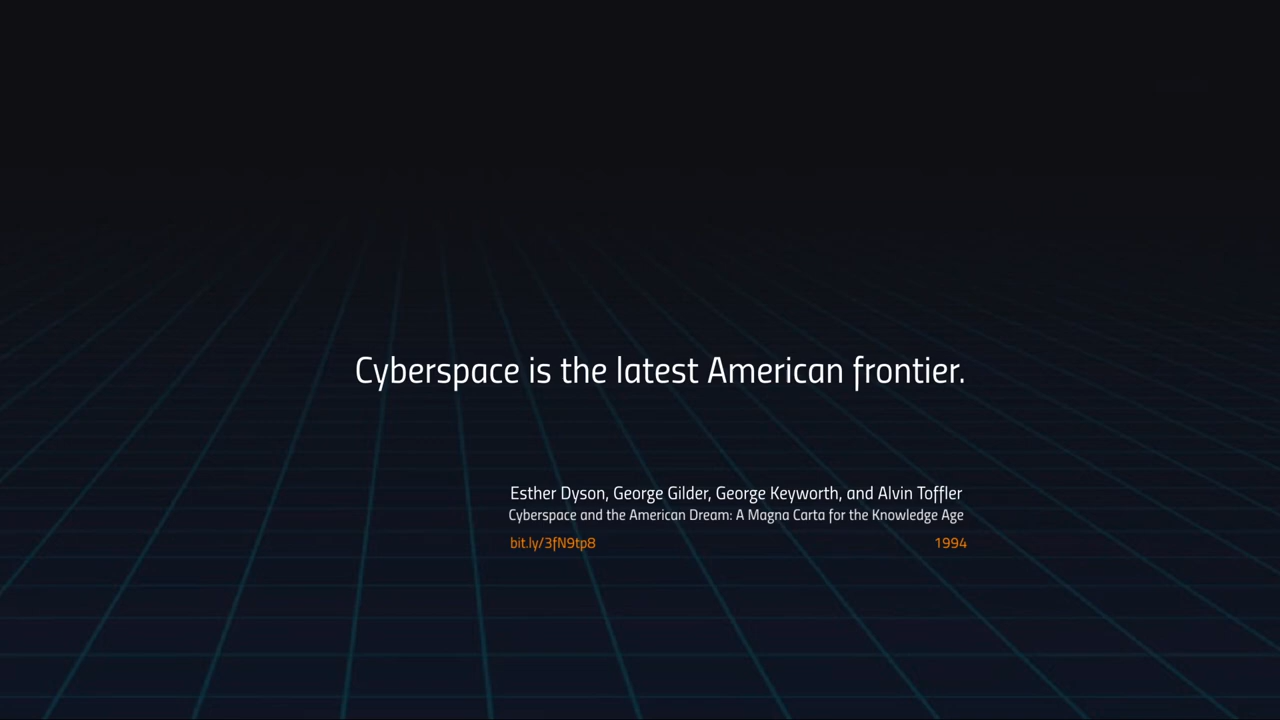 Cyberspace is the latest American frontier.
Esther Dyson, George Gilder, George Keyworth, and Alvin Toffler
Cyberspace and the American Dream: A Magna Carta for the Knowledge Age
bit.ly/3fN9tp8 1994